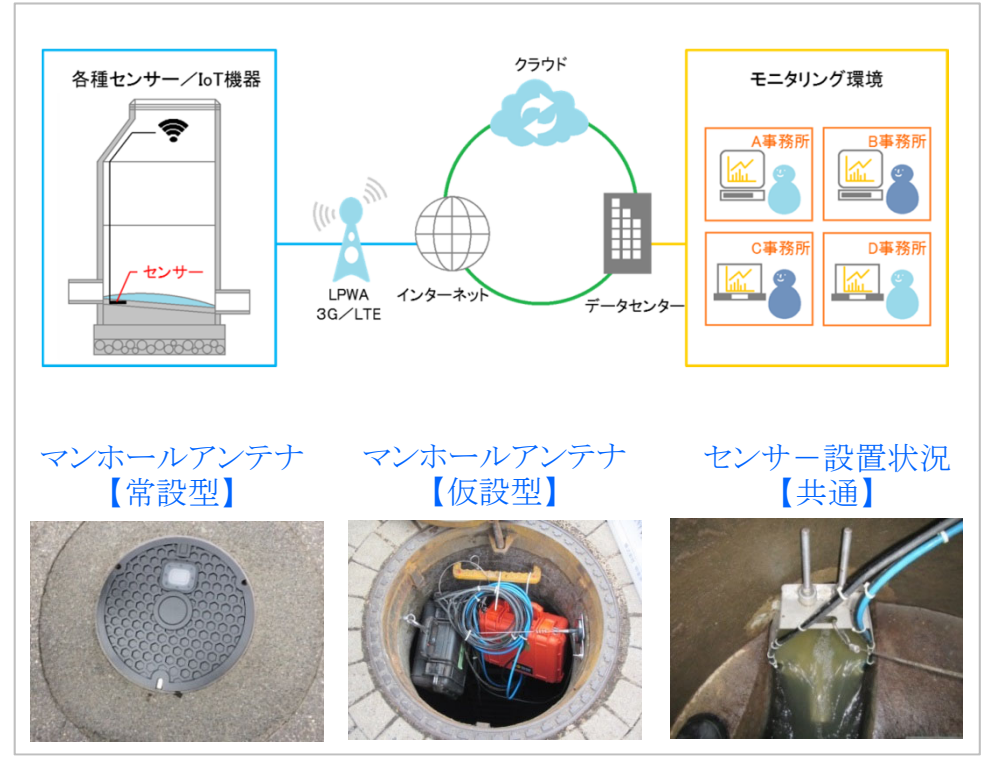 各種センサー／IoT機器
センサー
LPWA
3G／LTE
インターネット
クラウド
データセンター
モニタリング環境
A事務所
B事務所
C事務所
D事務所
マンホールアンテナ
【常設型】
マンホールアンテナ
【仮設型】
センサー設置状況
【共通】